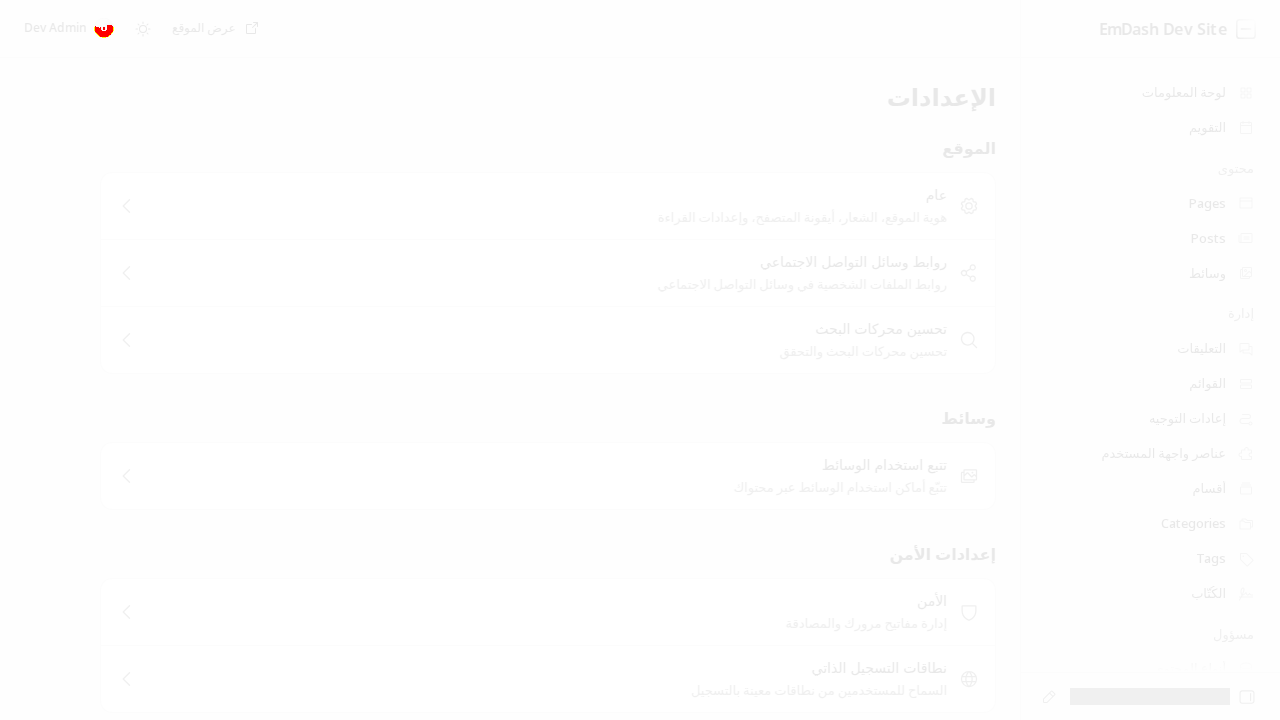 EmDash Dev Site
عرض الموقع
Dev Admin
لوحة المعلومات
التقويم
محتوى
Pages
Posts
وسائط
إدارة
التعليقات
القوائم
إعادات التوجيه
عناصر واجهة المستخدم
أقسام
Categories
Tags
الكُتّاب
مسؤول
الإعدادات
الموقع
عام
هوية الموقع، الشعار، أيقونة المتصفح، وإعدادات القراءة
روابط وسائل التواصل الاجتماعي
روابط الملفات الشخصية في وسائل التواصل الاجتماعي
تحسين محركات البحث
تحسين محركات البحث والتحقق
وسائط
تتبع استخدام الوسائط
تتبّع أماكن استخدام الوسائط عبر محتواك
إعدادات الأمن
الأمن
إدارة مفاتيح مرورك والمصادقة
نطاقات التسجيل الذاتي
السماح للمستخدمين من نطاقات معينة بالتسجيل